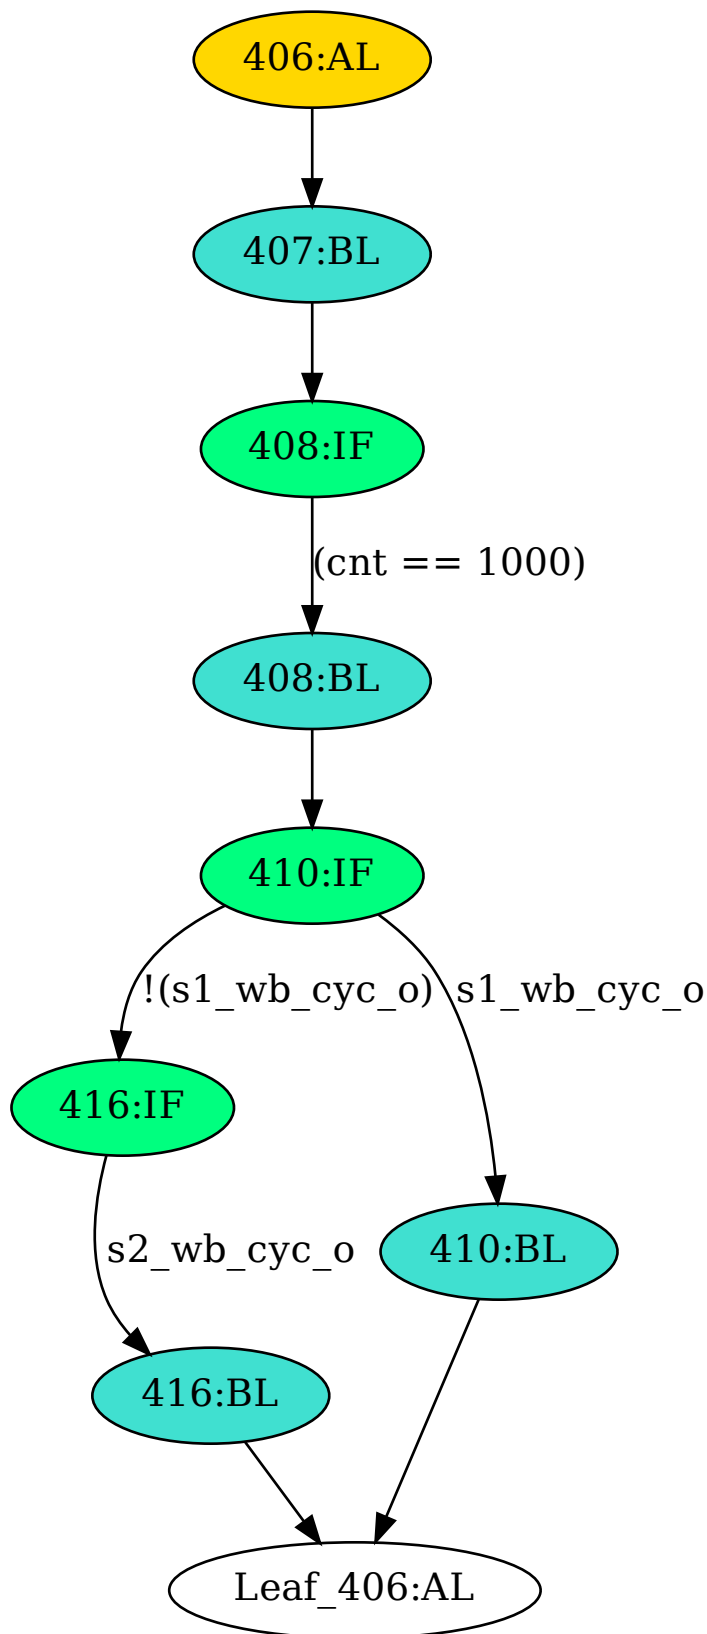 406:AL
407:BL
408:IF
(cnt == 1000)
408:BL
410:IF
!(s1_wb_cyc_o)
s1_wb_cyc_o
416:IF
s2_wb_cyc_o
410:BL
416:BL
Leaf_406:AL